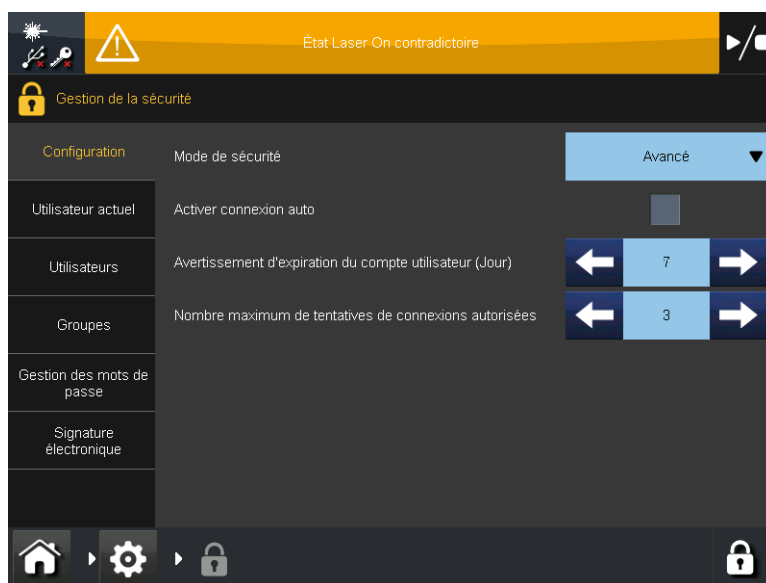 État Laser On contradictoire
Gestion de la sécurité
Configuration
Mode de sécurité
Avancé
Utilisateur actuel
Activer connexion auto
Utilisateurs
Avertissement d'expiration du compte utilisateur (Jour)
7
Groupes
Nombre maximum de tentatives de connexions autorisées
3
Gestion des mots de
passe
Signature
électronique